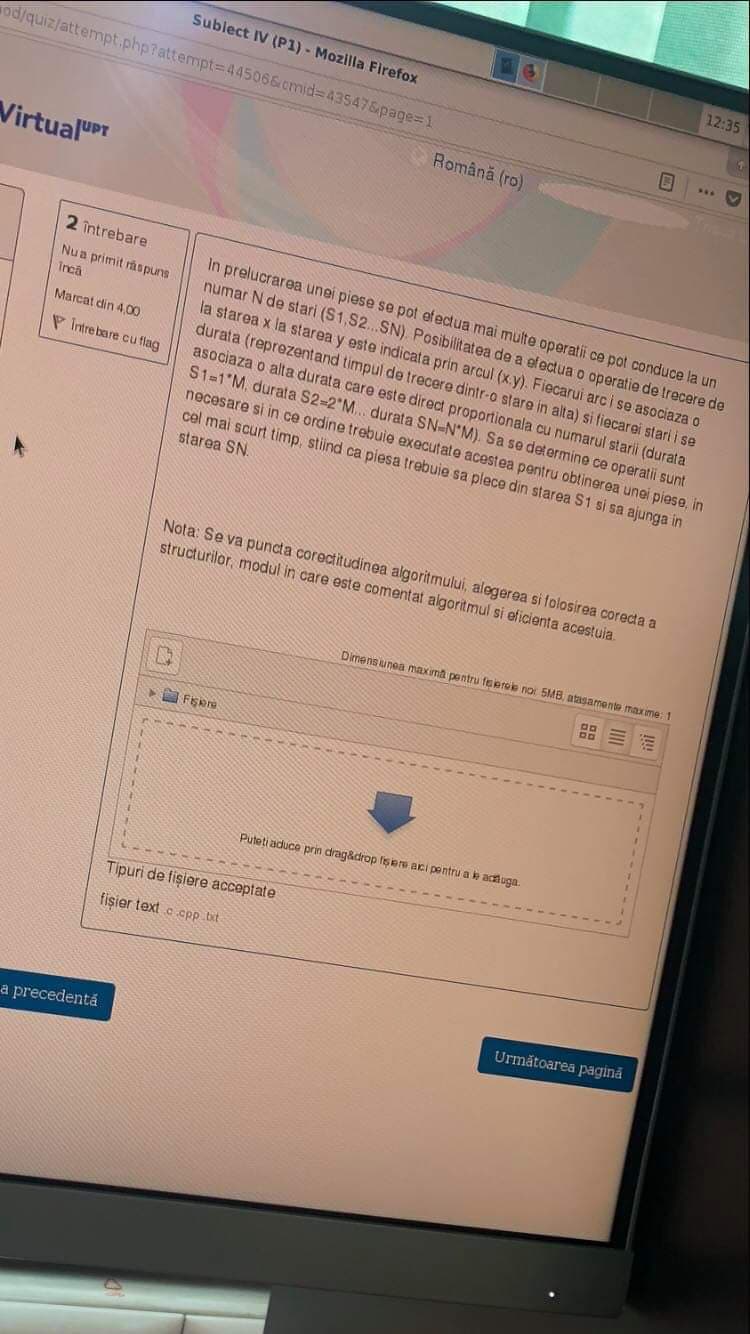 Subiect IV (P1) - Mozilla Firefox
od/quiz/attempt.php?attempt=44506&cmid=43547&page=1
12:35
VirtualUPT
Română (ro)
2 întrebare
Nu a primit răspuns
încă
Marcat din 4,00
Întrebare cu flag
In prelucrarea unei piese se pot efectua mai multe operatii ce pot conduce la un
numar N de stari (S1,S2...SN). Posibilitatea de a efectua o operatie de trecere de
la starea x la starea y este indicata prin arcul (x.y). Fiecarui arc i se asociaza o
durata (reprezentand timpul de trecere dintr-o stare in alta) si fiecarei stari i se
asociaza o alta durata care este direct proportionala cu numarul starii (durata
S1=1*M, durata S2=2*M... durata SN=N*M). Sa se determine ce operatii sunt
necesare si in ce ordine trebuie executate acestea pentru obtinerea unei piese, in
cel mai scurt timp, stiind ca piesa trebuie sa plece din starea S1 si sa ajunga in
starea SN.
Nota: Se va puncta corectitudinea algoritmului, alegerea si folosirea corecta a
structurilor, modul in care este comentat algoritmul si eficienta acestuia.
Dimensiunea maximă pentru fișierele noi: 5MB, atașamente maxime: 1
Fișiere
Puteți aduce prin drag&drop fișiere aici pentru a le adăuga.
Tipuri de fișiere acceptate
fișier text .c .cpp .txt
a precedentă
Următoarea pagină